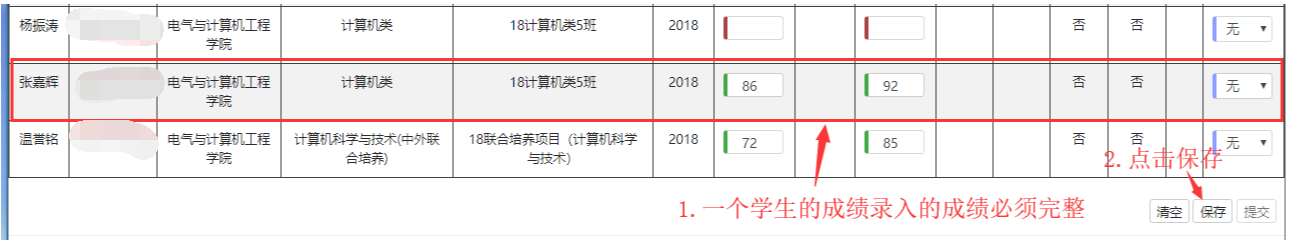 杨振涛 电气与计算机工程 计算机类 18计算机类5班 2018 否 否 无
学院
张嘉辉 电气与计算机工程 计算机类 18计算机类5班 2018 86 92 否 否 无
学院
温誉铭 电气与计算机工程 计算机科学与技术(中外联 18联合培养项目（计算机科学 2018 72 85 否 否 无
学院 合培养) 与技术）
2.点击保存
1.一个学生的成绩录入的成绩必须完整
清空 保存 提交